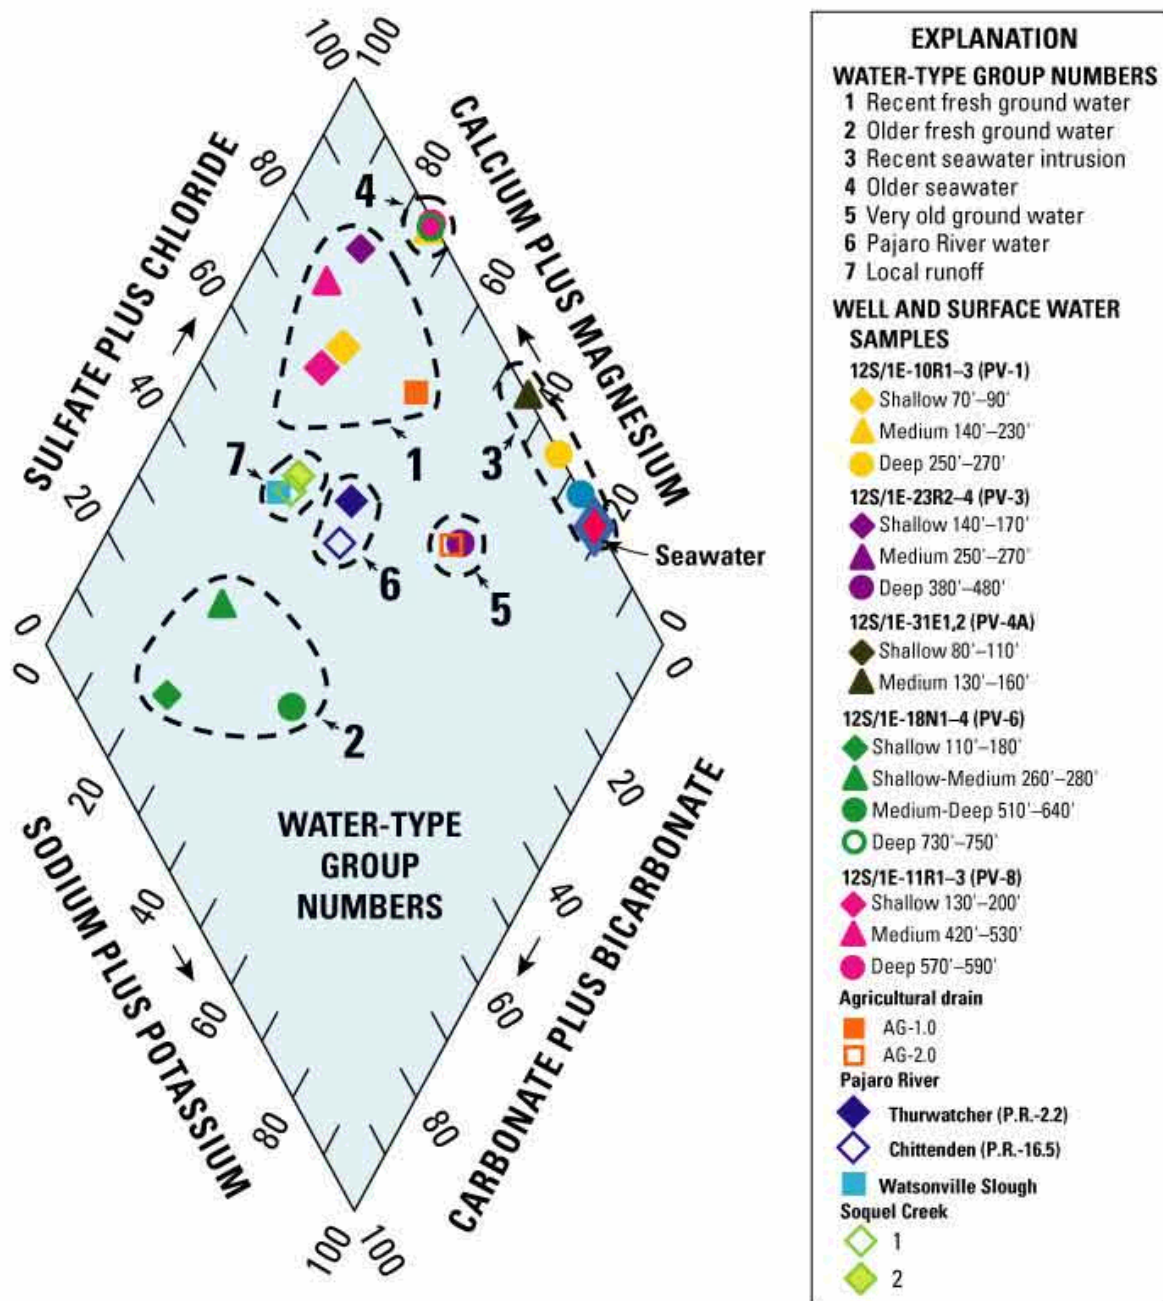 100 100
SULFATE PLUS CHLORIDE
CALCIUM PLUS MAGNESIUM
80 80
60 60
40 40
20 20
0 0
0 0
4
1
3
7
6
5
2
Seawater
WATER-TYPE
GROUP
NUMBERS
SODIUM PLUS POTASSIUM
CARBONATE PLUS BICARBONATE
20 20
40 40
60 60
80 80
100 100
EXPLANATION
WATER-TYPE GROUP NUMBERS
1 Recent fresh ground water
2 Older fresh ground water
3 Recent seawater intrusion
4 Older seawater
5 Very old ground water
6 Pajaro River water
7 Local runoff
WELL AND SURFACE WATER
SAMPLES
12S/1E-10R1–3 (PV-1)
Shallow 70'–90'
Medium 140'–230'
Deep 250'–270'
12S/1E-23R2–4 (PV-3)
Shallow 140'–170'
Medium 250'–270'
Deep 380'–480'
12S/1E-31E1,2 (PV-4A)
Shallow 80'–110'
Medium 130'–160'
12S/1E-18N1–4 (PV-6)
Shallow 110'–180'
Shallow-Medium 260'–280'
Medium-Deep 510'–640'
Deep 730'–750'
12S/1E-11R1–3 (PV-8)
Shallow 130'–200'
Medium 420'–530'
Deep 570'–590'
Agricultural drain
AG-1.0
AG-2.0
Pajaro River
Thurwatcher (P.R.-2.2)
Chittenden (P.R.-16.5)
Watsonville Slough
Soquel Creek
1
2